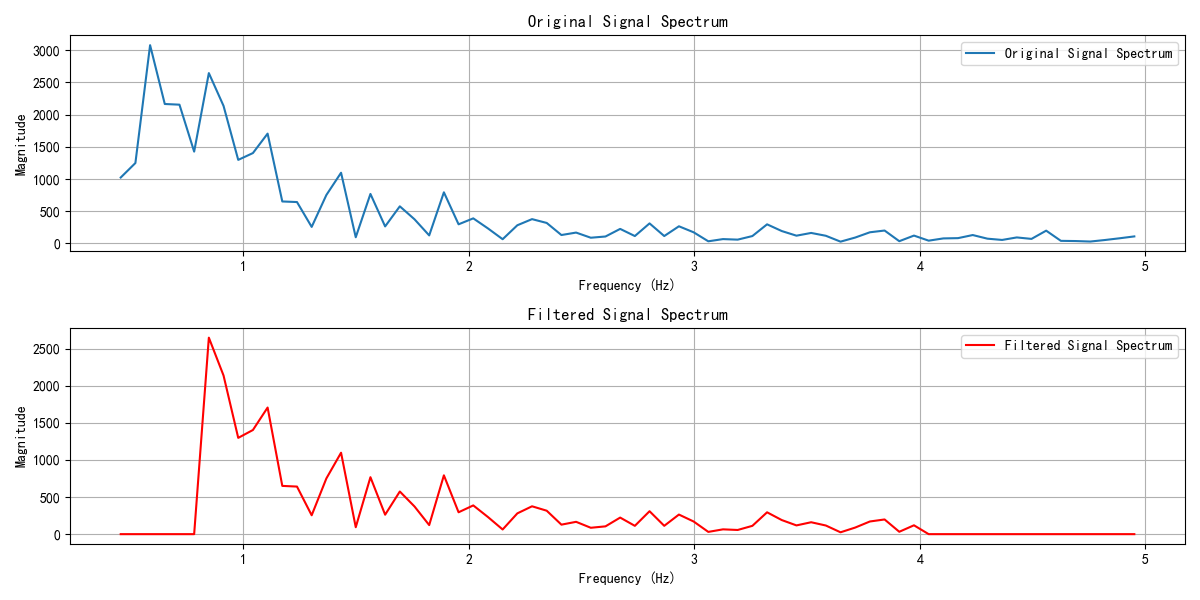 Original Signal Spectrum
3000
2500
2000
1500
1000
500
0
Magnitude
Original Signal Spectrum
1 2 3 4 5
Frequency (Hz)
Filtered Signal Spectrum
2500
2000
1500
1000
500
0
Magnitude
Filtered Signal Spectrum
1 2 3 4 5
Frequency (Hz)